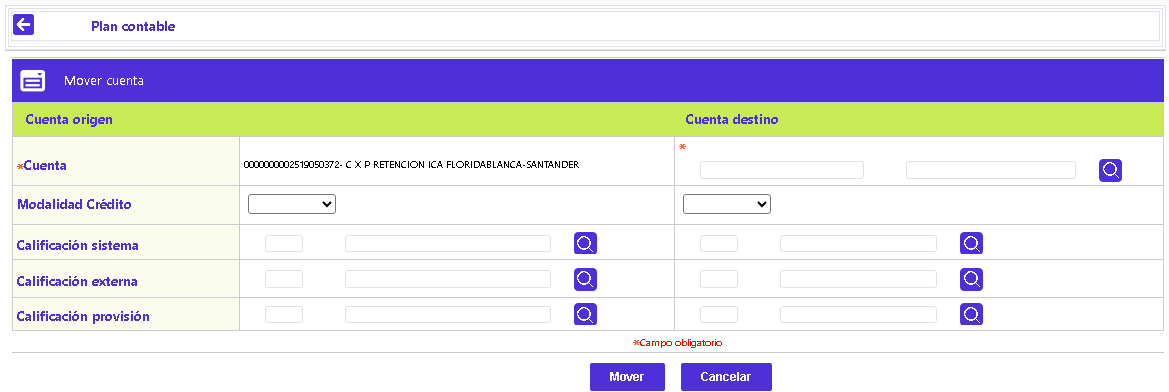 Plan contable
Mover cuenta
Cuenta origen Cuenta destino
*Cuenta 0000000002519050372- C X P RETENCION ICA FLORIDABLANCA-SANTANDER *
Modalidad Crédito
Calificación sistema
Calificación externa
Calificación provisión
*Campo obligatorio
Mover Cancelar